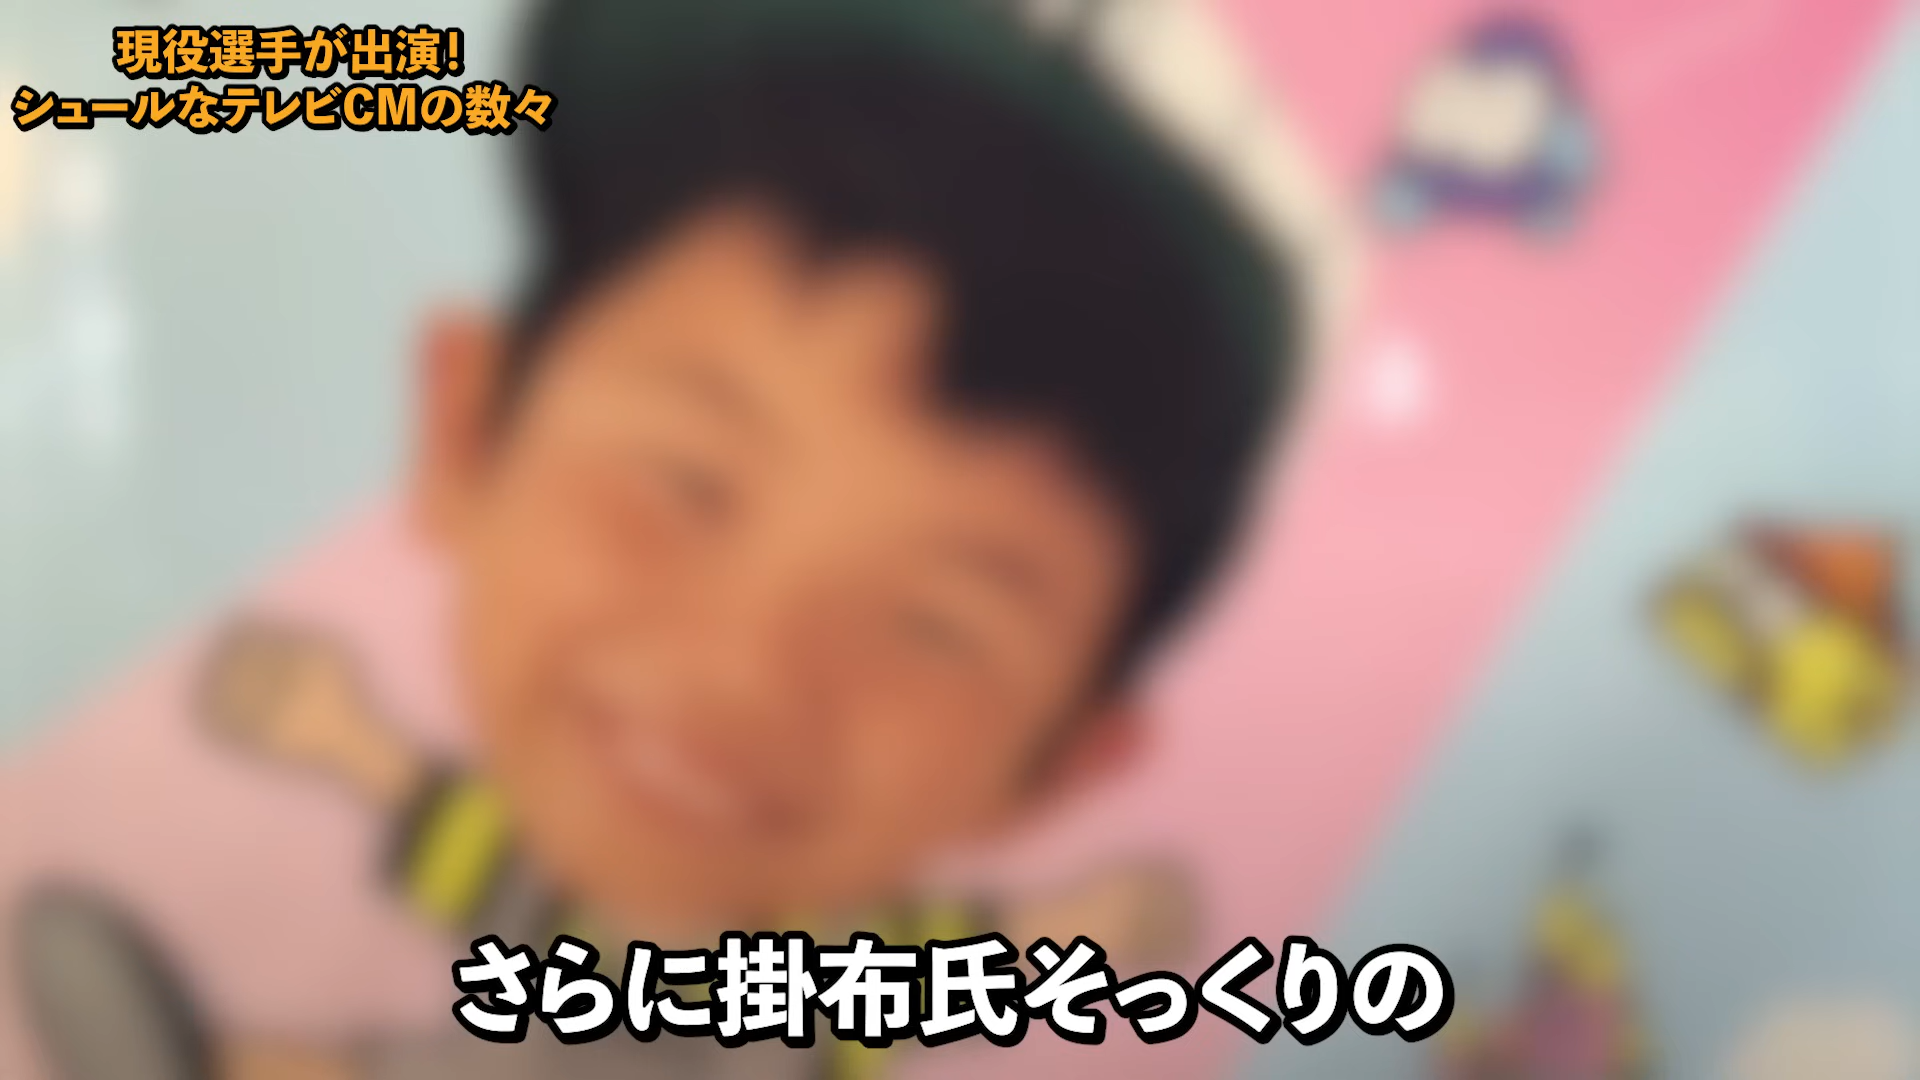 現役選手が出演!
シュールなテレビCMの数々
さらに掛布氏そっくりの